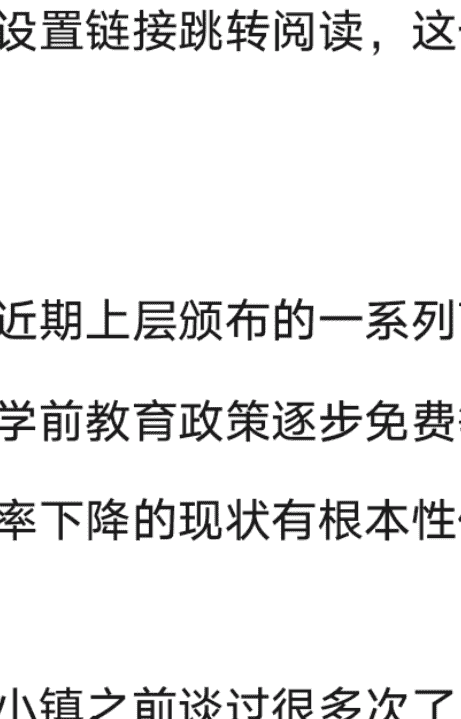 设置链接跳转阅读，这
近期上层颁布的一系列
学前教育政策逐步免费
率下降的现状有根本性
小镇之前谈过很多次了